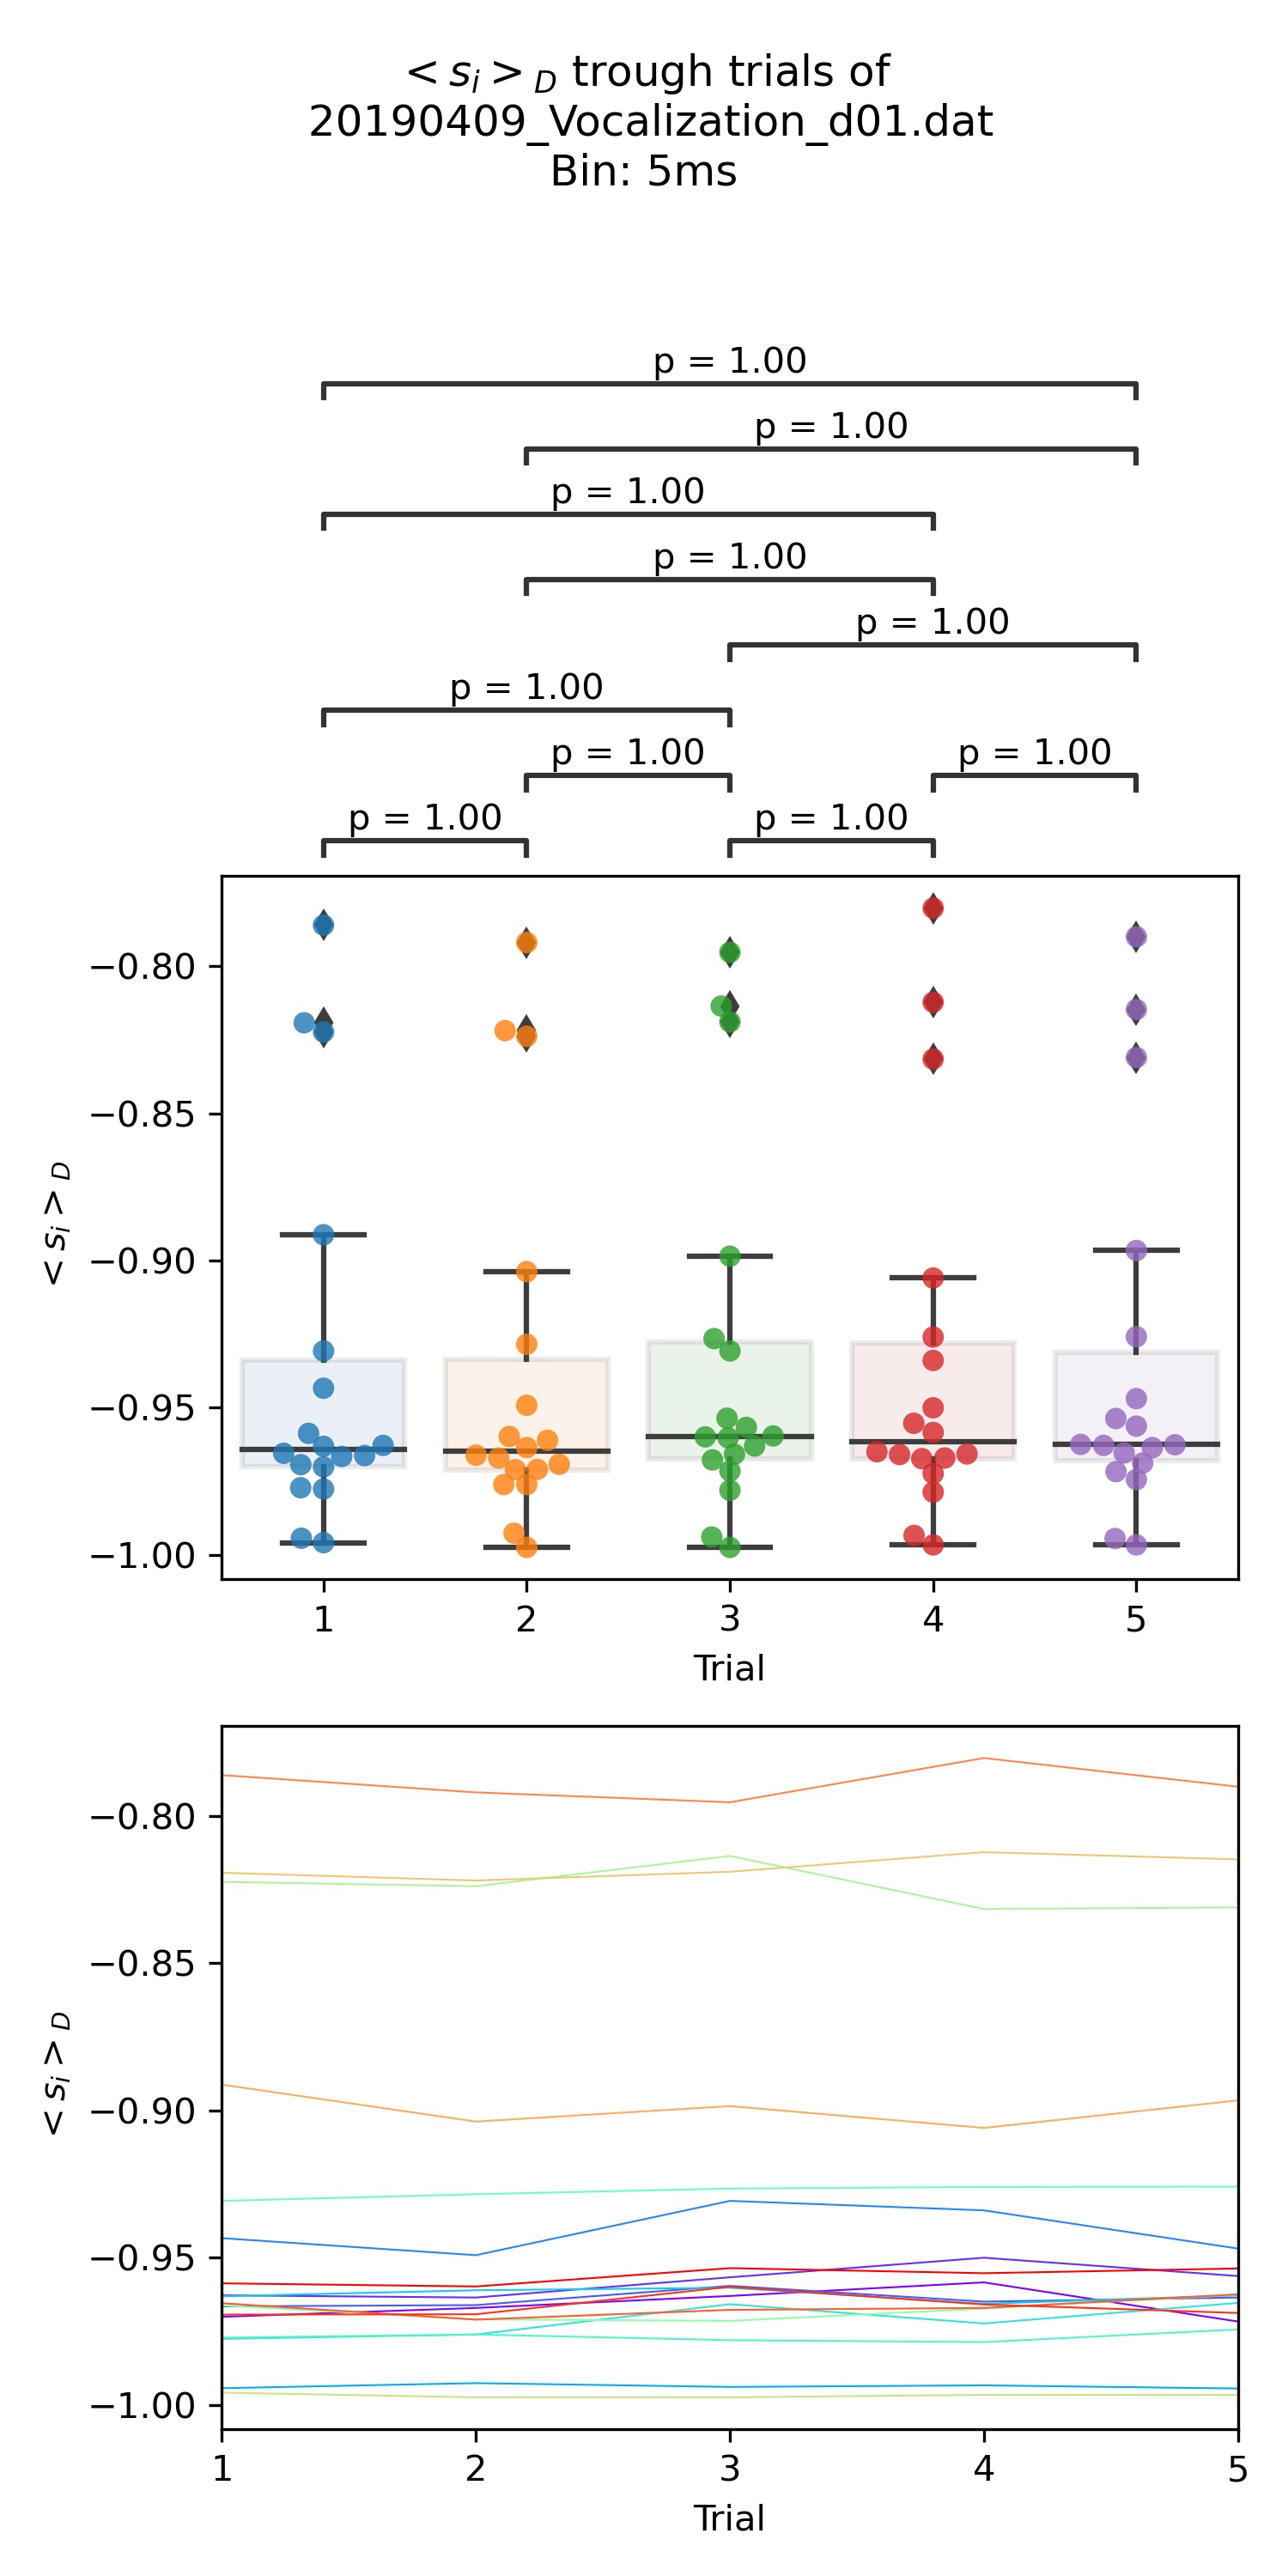 < s_i >_D trough trials of
20190409_Vocalization_d01.dat
Bin: 5ms
p = 1.00
p = 1.00
p = 1.00
p = 1.00
p = 1.00
p = 1.00
p = 1.00 p = 1.00
p = 1.00 p = 1.00
−0.80
−0.85
−0.90
−0.95
−1.00
< s_i >_D
1 2 3 4 5
Trial
−0.80
−0.85
−0.90
−0.95
−1.00
< s_i >_D
1 2 3 4 5
Trial